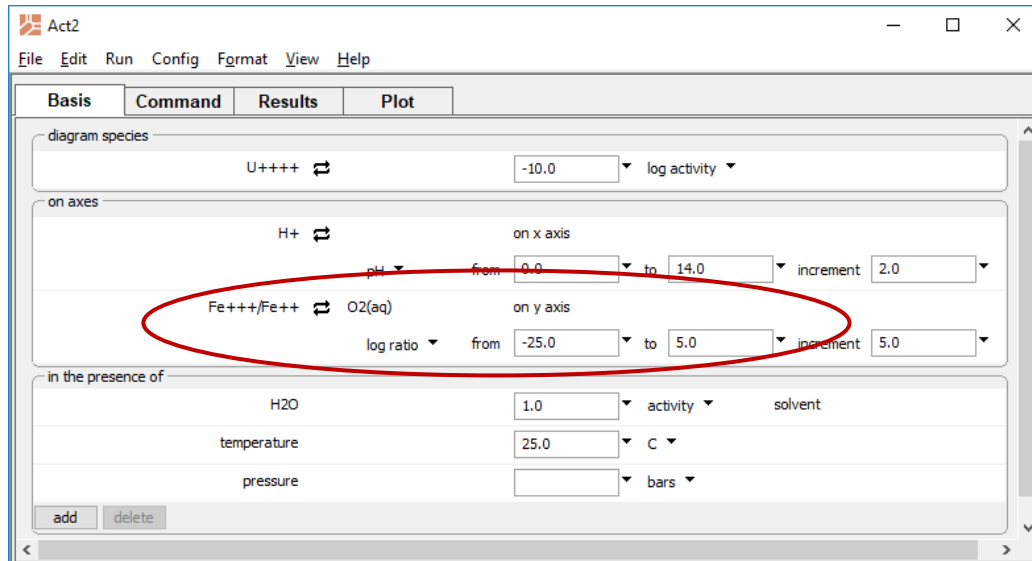 Act2
File Edit Run Config Format View Help
Basis Command Results Plot
diagram species
U++++ -10.0 log activity
on axes
H+ on x axis
pH from 0.0 to 14.0 increment 2.0
Fe+++/Fe++ O2(aq) on y axis
log ratio from -25.0 to 5.0 increment 5.0
in the presence of
H2O 1.0 activity solvent
temperature 25.0 C
pressure bars
add delete